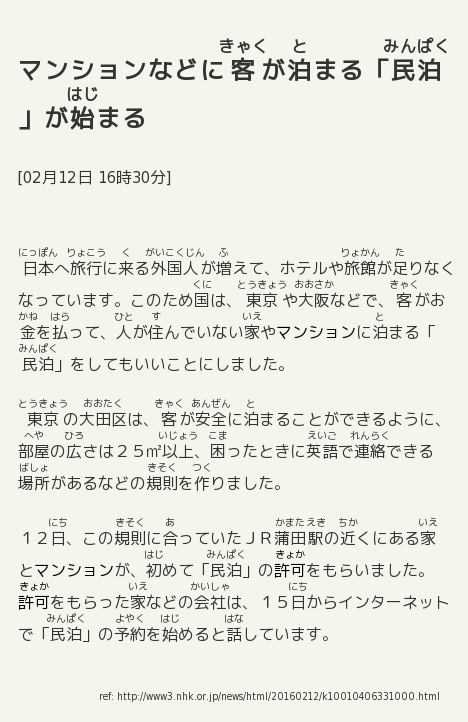 マンションなどに客が泊まる「民泊
」が始まる
[02月12日 16時30分]
日本へ旅行に来る外国人が増えて、ホテルや旅館が足りなく
なっています。このため国は、東京や大阪などで、客がお
金を払って、人が住んでいない家やマンションに泊まる「
民泊」をしてもいいことにしました。
東京の大田区は、客が安全に泊まることができるように、
部屋の広さは２５㎡以上、困ったときに英語で連絡できる
場所があるなどの規則を作りました。
１２日、この規則に合っていたＪＲ蒲田駅の近くにある家
とマンションが、初めて「民泊」の許可をもらいました。
許可をもらった家などの会社は、１５日からインターネット
で「民泊」の予約を始めると話しています。
ref: http://www3.nhk.or.jp/news/html/20160212/k10010406331000.html